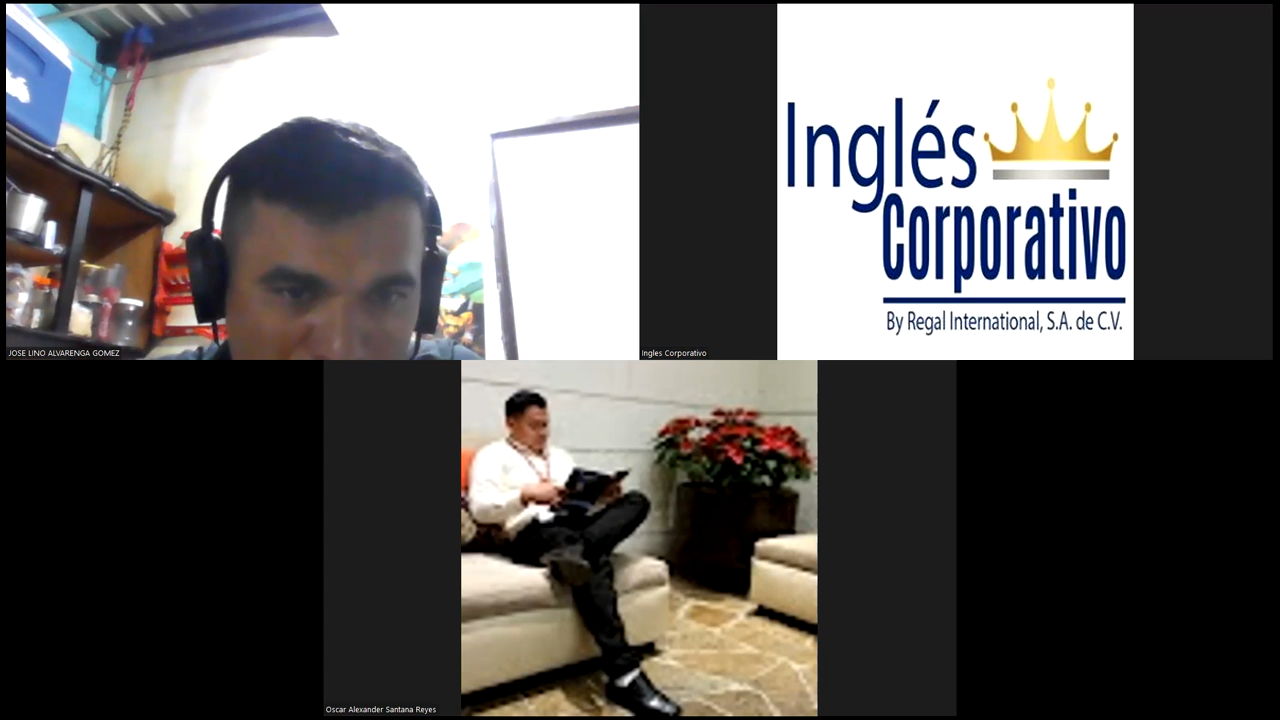 Inglés
Corporativo
By Regal International, S.A. de C.V.
JOSE LINO ALVARENGA GOMEZ
Ingles Corporativo
Oscar Alexander Santana Reyes